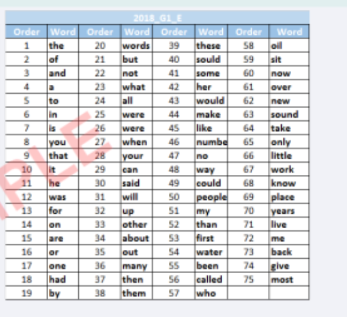 2018_G1_E
Order Word Order Word Order Word Order Word
1 the 20 words 39 these 58 oil
2 of 21 but 40 sould 59 sit
3 and 22 not 41 some 60 now
4 a 23 what 42 her 61 over
5 to 24 all 43 would 62 new
6 in 25 were 44 make 63 sound
7 is 26 were 45 like 64 take
8 you 27 when 46 numbe 65 only
9 that 28 your 47 no 66 little
10 it 29 can 48 way 67 work
11 he 30 said 49 could 68 know
12 was 31 will 50 people 69 place
13 for 32 up 51 my 70 years
14 on 33 other 52 than 71 live
15 are 34 about 53 first 72 me
16 or 35 out 54 water 73 back
17 one 36 many 55 been 74 give
18 had 37 then 56 called 75 most
19 by 38 them 57 who
PLE